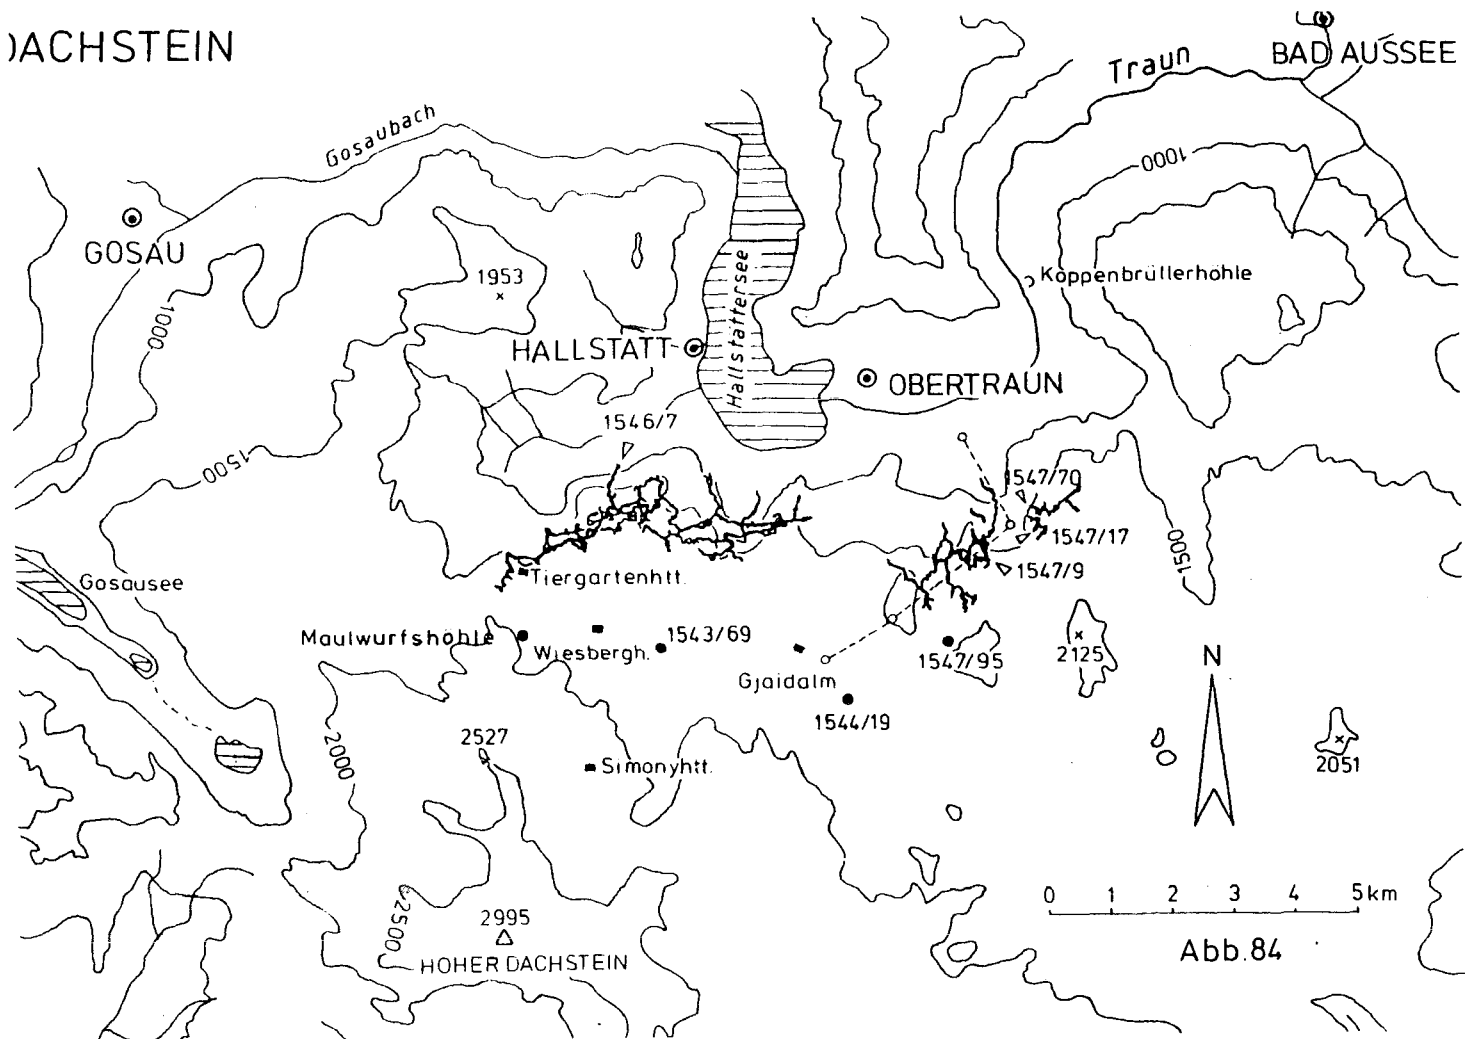 DACHSTEIN
BAD AUSSEE
Traun
Gosaubach
1000
GOSAU
1953
Köppenbrüllerhöhle
Hallstättersee
1000
HALLSTATT
OBERTRAUN
1546/7
1500
1547/70
1547/17
1500
1547/9
Gosausee
Tiergartenhtt.
Maulwurfshöhle
Wiesbergh.
1543/69
1547/95
2125
N
Gjaidalm
1544/19
2000
2527
Simonyhtt.
2051
0 1 2 3 4 5km
2500
2995
HOHER DACHSTEIN
Abb.84